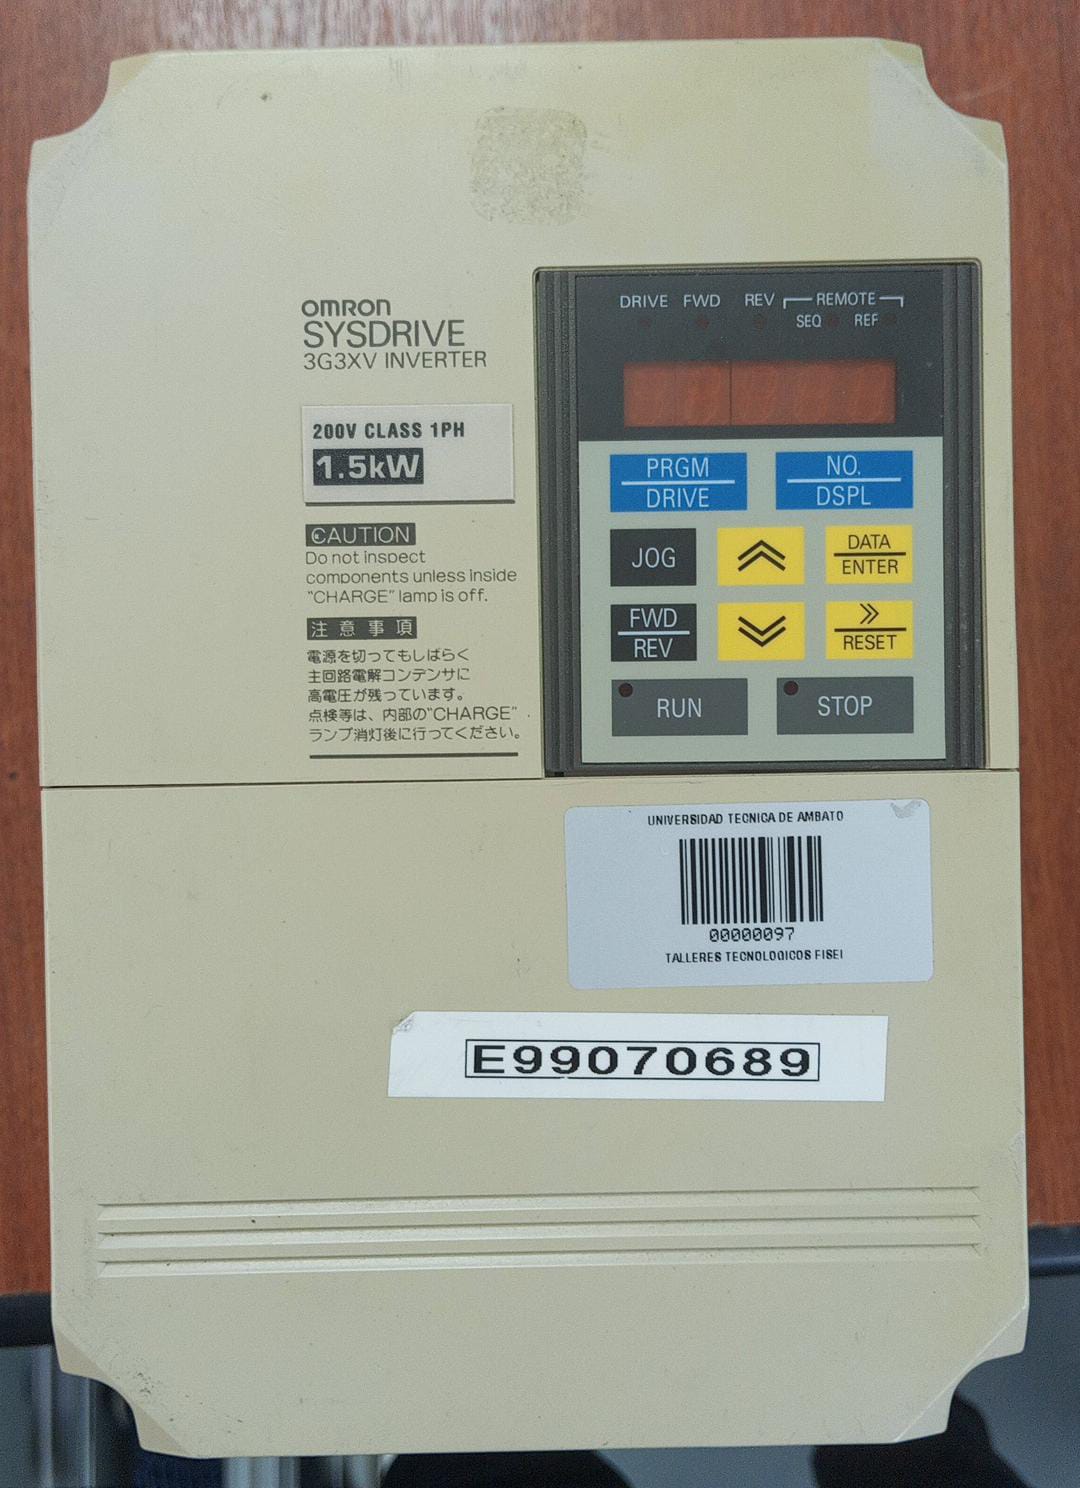 OMRON
SYSDRIVE
3G3XV INVERTER
200V CLASS 1PH
1.5kW
CAUTION
Do not inspect
components unless inside
"CHARGE" lamp is off.
注意事項
電源を切ってもしばらく
主回路電解コンデンサに
高電圧が残っています。
点検等は、内部の"CHARGE"
ランプ消灯後に行ってください。
DRIVE FWD REV REMOTE
SEQ REF
PRGM
DRIVE
NO.
DSPL
JOG
DATA
ENTER
FWD
REV
RESET
RUN
STOP
UNIVERSIDAD TECNICA DE AMBATO
00000097
TALLERES TECNOLOGICOS FISEI
E99070689